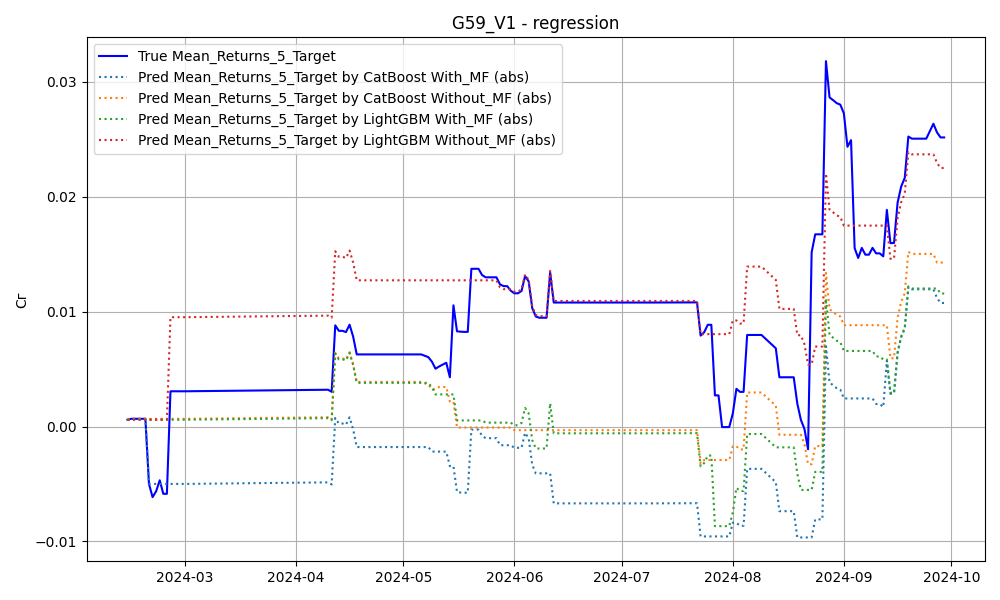 G59_V1 - regression
True Mean_Returns_5_Target
Pred Mean_Returns_5_Target by CatBoost With_MF (abs)
Pred Mean_Returns_5_Target by CatBoost Without_MF (abs)
Pred Mean_Returns_5_Target by LightGBM With_MF (abs)
Pred Mean_Returns_5_Target by LightGBM Without_MF (abs)
Cr
0.03
0.02
0.01
0.00
−0.01
2024-03
2024-04
2024-05
2024-06
2024-07
2024-08
2024-09
2024-10